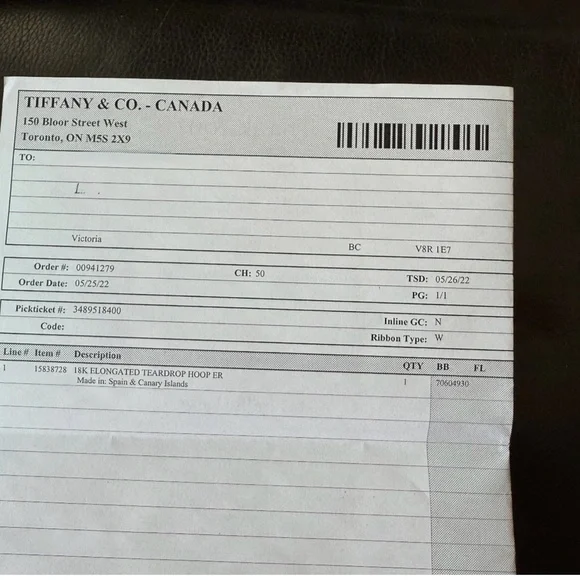 TIFFANY & CO. - CANADA
150 Bloor Street West
Toronto, ON M5S 2X9
TO:
L .
Victoria BC V8R 1E7
Order #: 00941279 CH: 50 TSD: 05/26/22
Order Date: 05/25/22 PG: 1/1
Pickticket #: 3489518400 Inline GC: N
Code: Ribbon Type: W
Line # Item # Description QTY BB FL
1 15838728 18K ELONGATED TEARDROP HOOP ER 1 70604930
Made in: Spain & Canary Islands